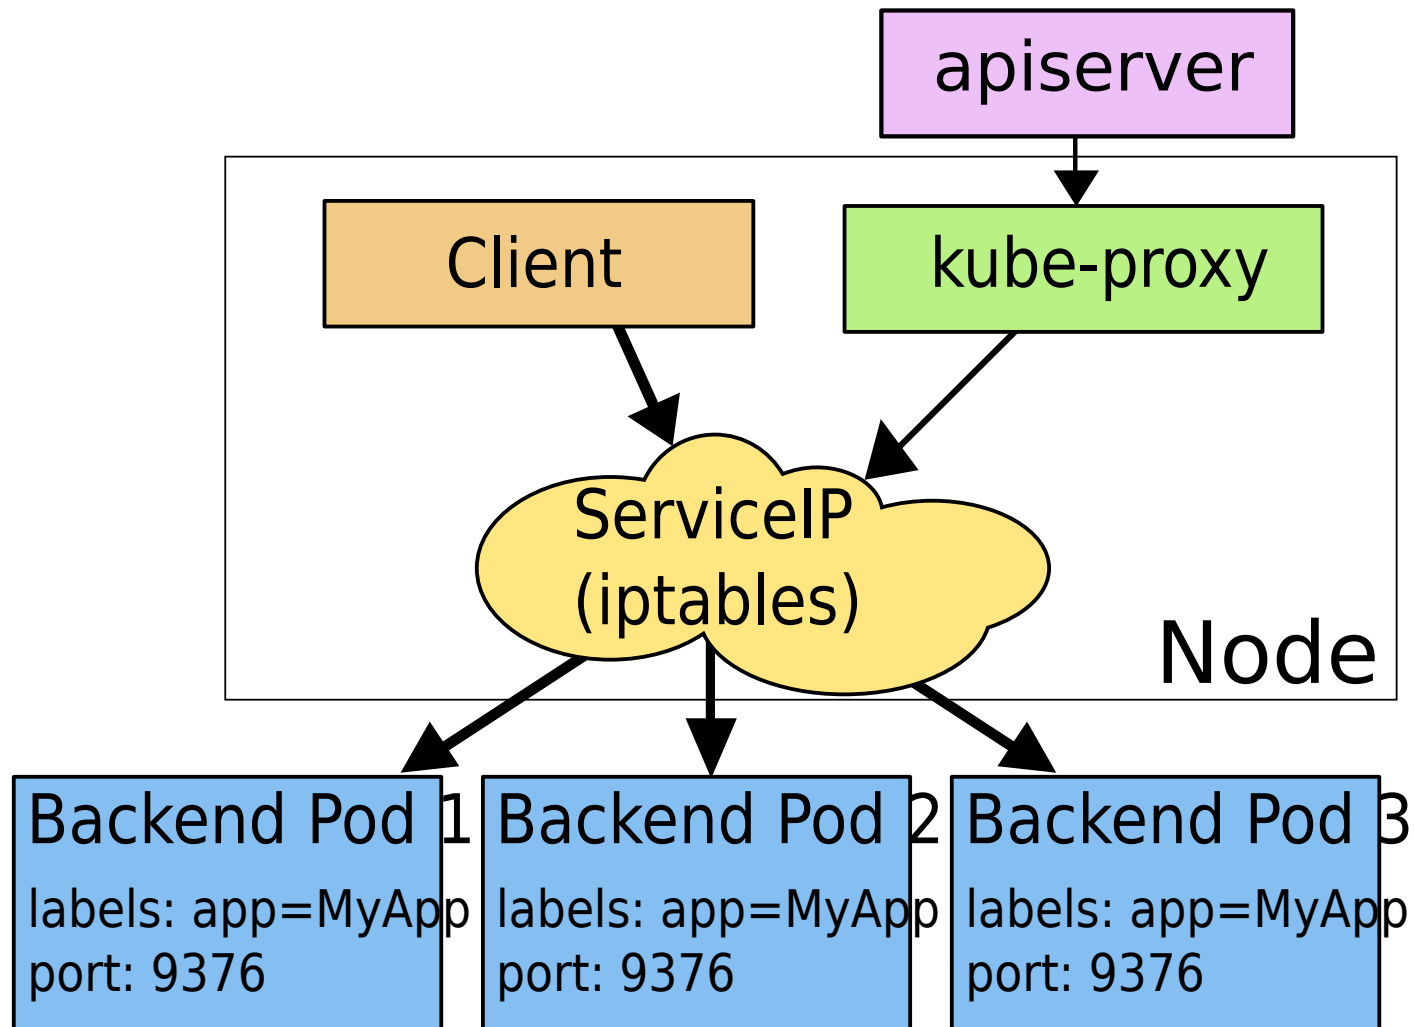 apiserver
Client
kube-proxy
ServiceIP
(iptables)
Node
Backend Pod 1
labels: app=MyApp
port: 9376
Backend Pod 2
labels: app=MyApp
port: 9376
Backend Pod 3
labels: app=MyApp
port: 9376